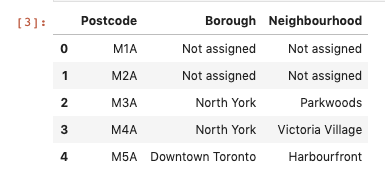 [3]: Postcode Borough Neighbourhood
0 M1A Not assigned Not assigned
1 M2A Not assigned Not assigned
2 M3A North York Parkwoods
3 M4A North York Victoria Village
4 M5A Downtown Toronto Harbourfront